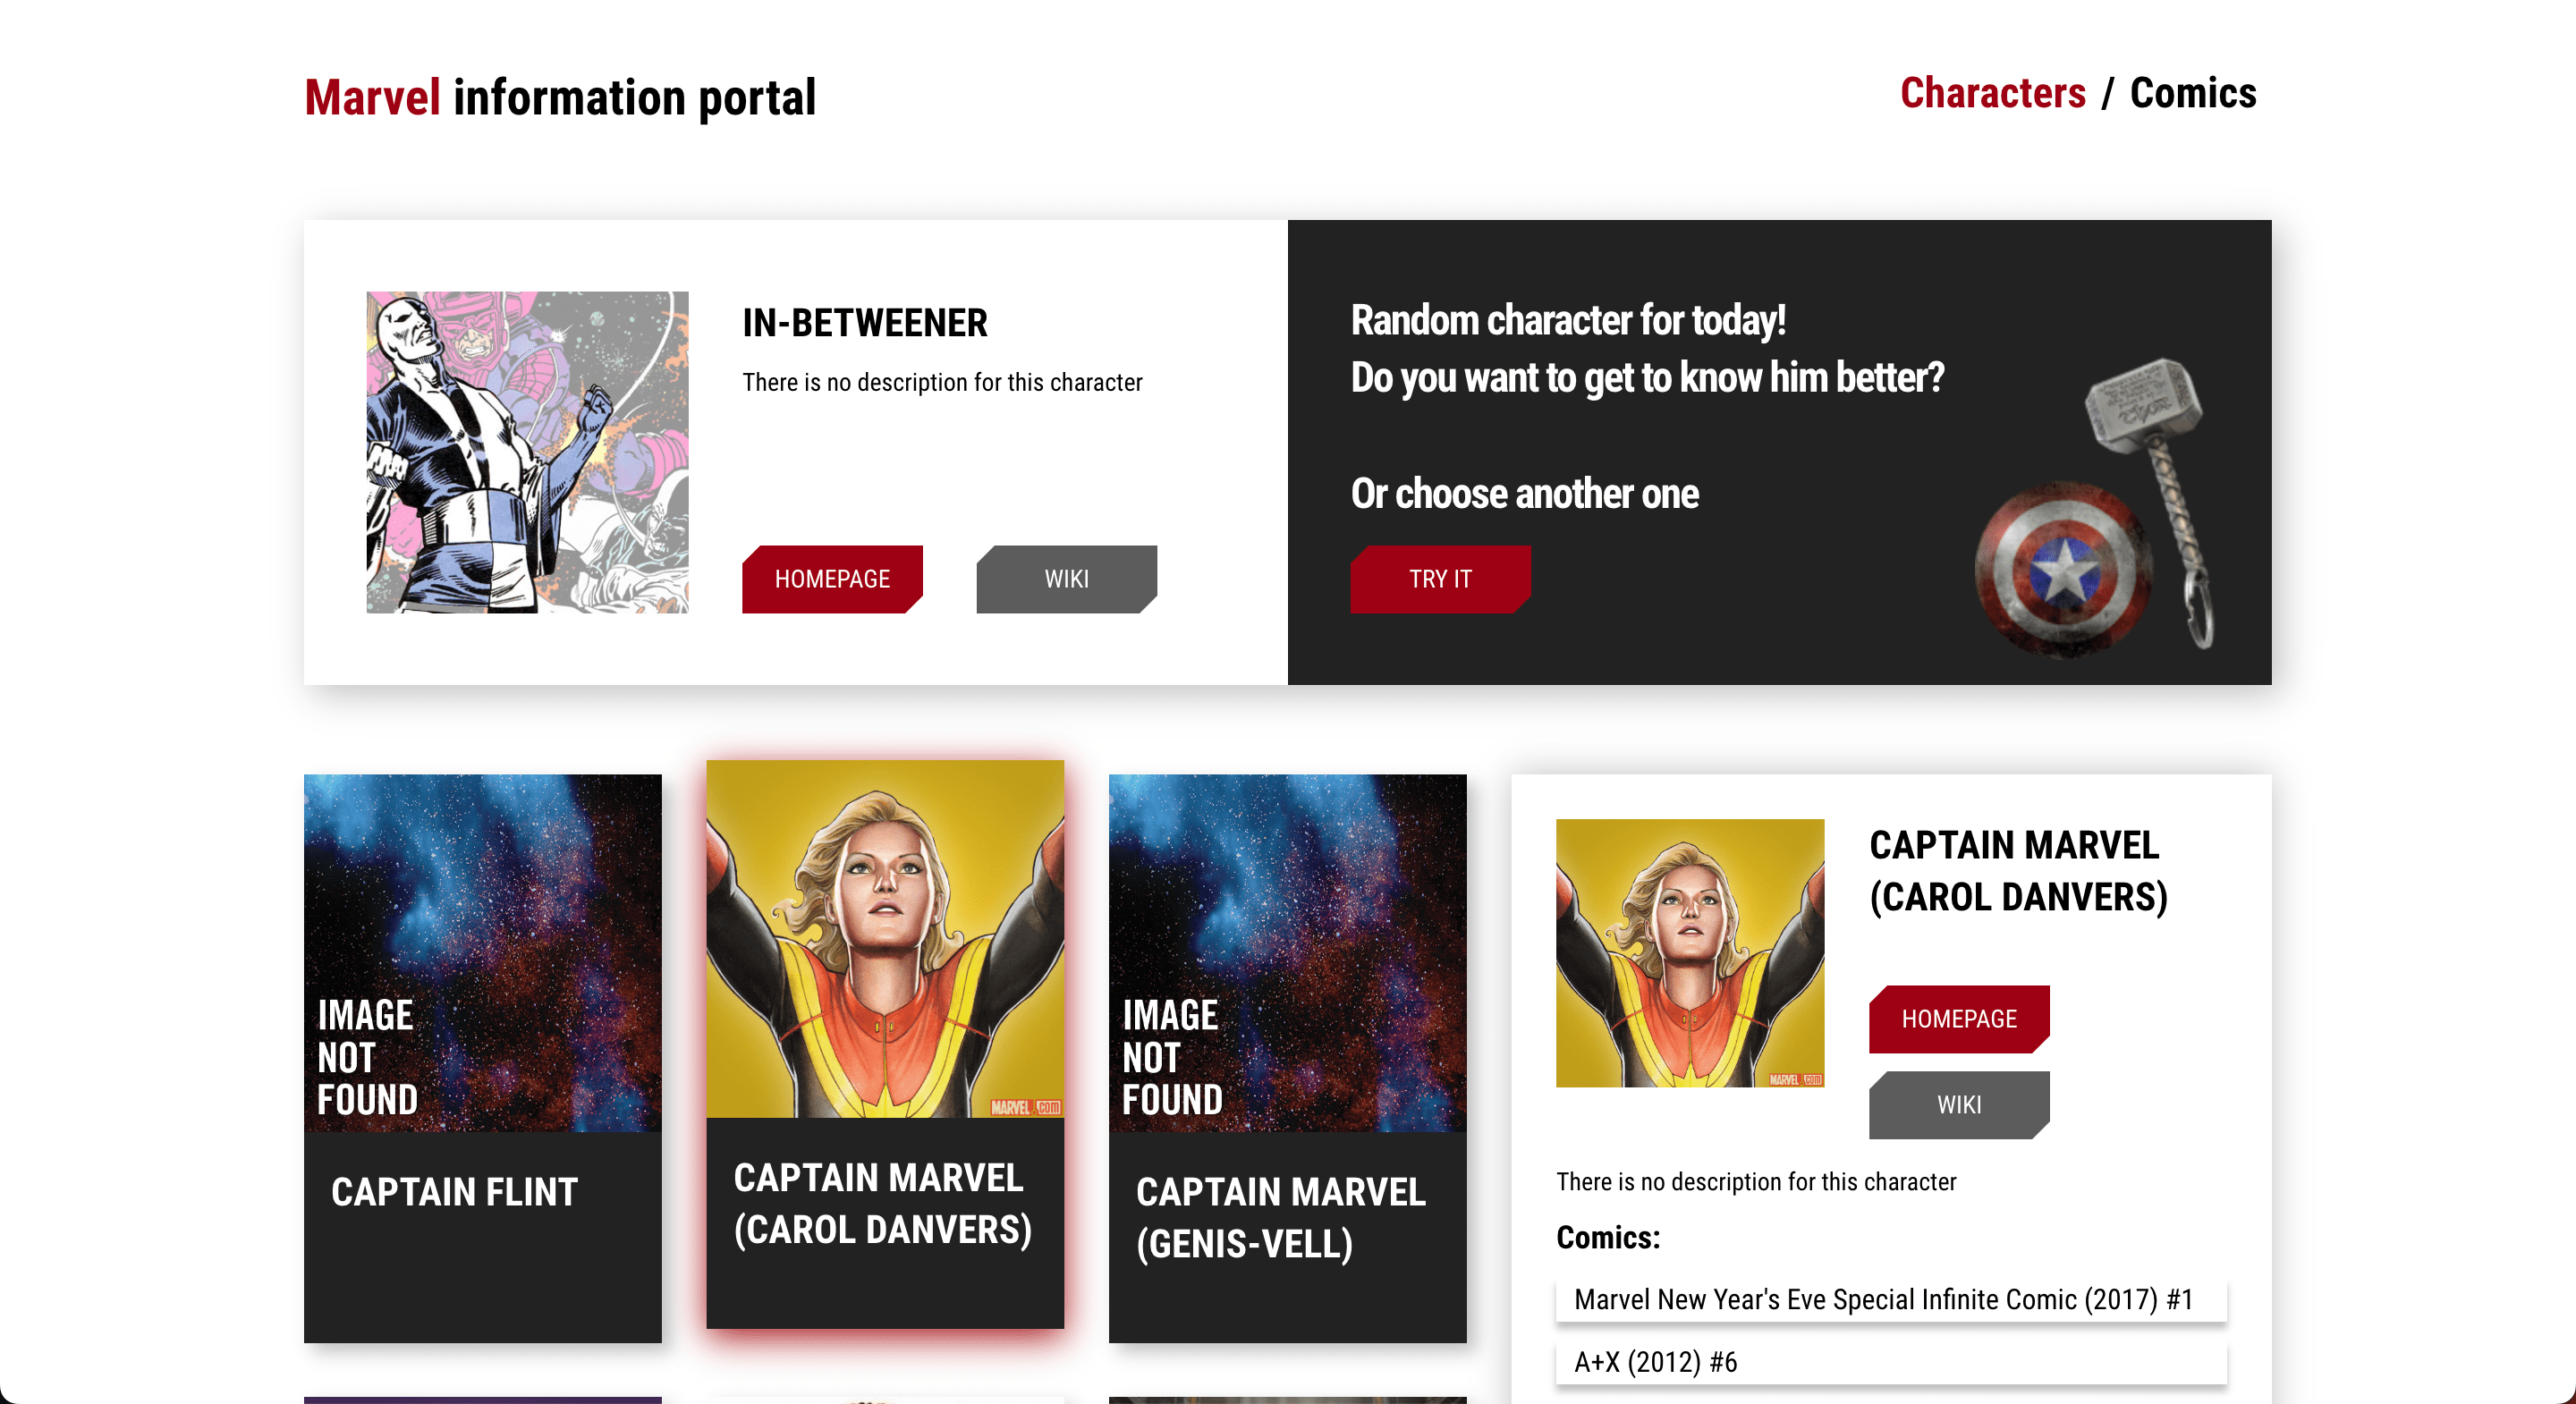 Marvel information portal
Characters / Comics
IN-BETWEENER
There is no description for this character
HOMEPAGE
WIKI
Random character for today!
Do you want to get to know him better?
Or choose another one
TRY IT
IMAGE
NOT
FOUND
CAPTAIN FLINT
MARVEL.com
CAPTAIN MARVEL
(CAROL DANVERS)
IMAGE
NOT
FOUND
CAPTAIN MARVEL
(GENIS-VELL)
MARVEL.com
CAPTAIN MARVEL
(CAROL DANVERS)
HOMEPAGE
WIKI
There is no description for this character
Comics:
Marvel New Year's Eve Special Infinite Comic (2017) #1
A+X (2012) #6